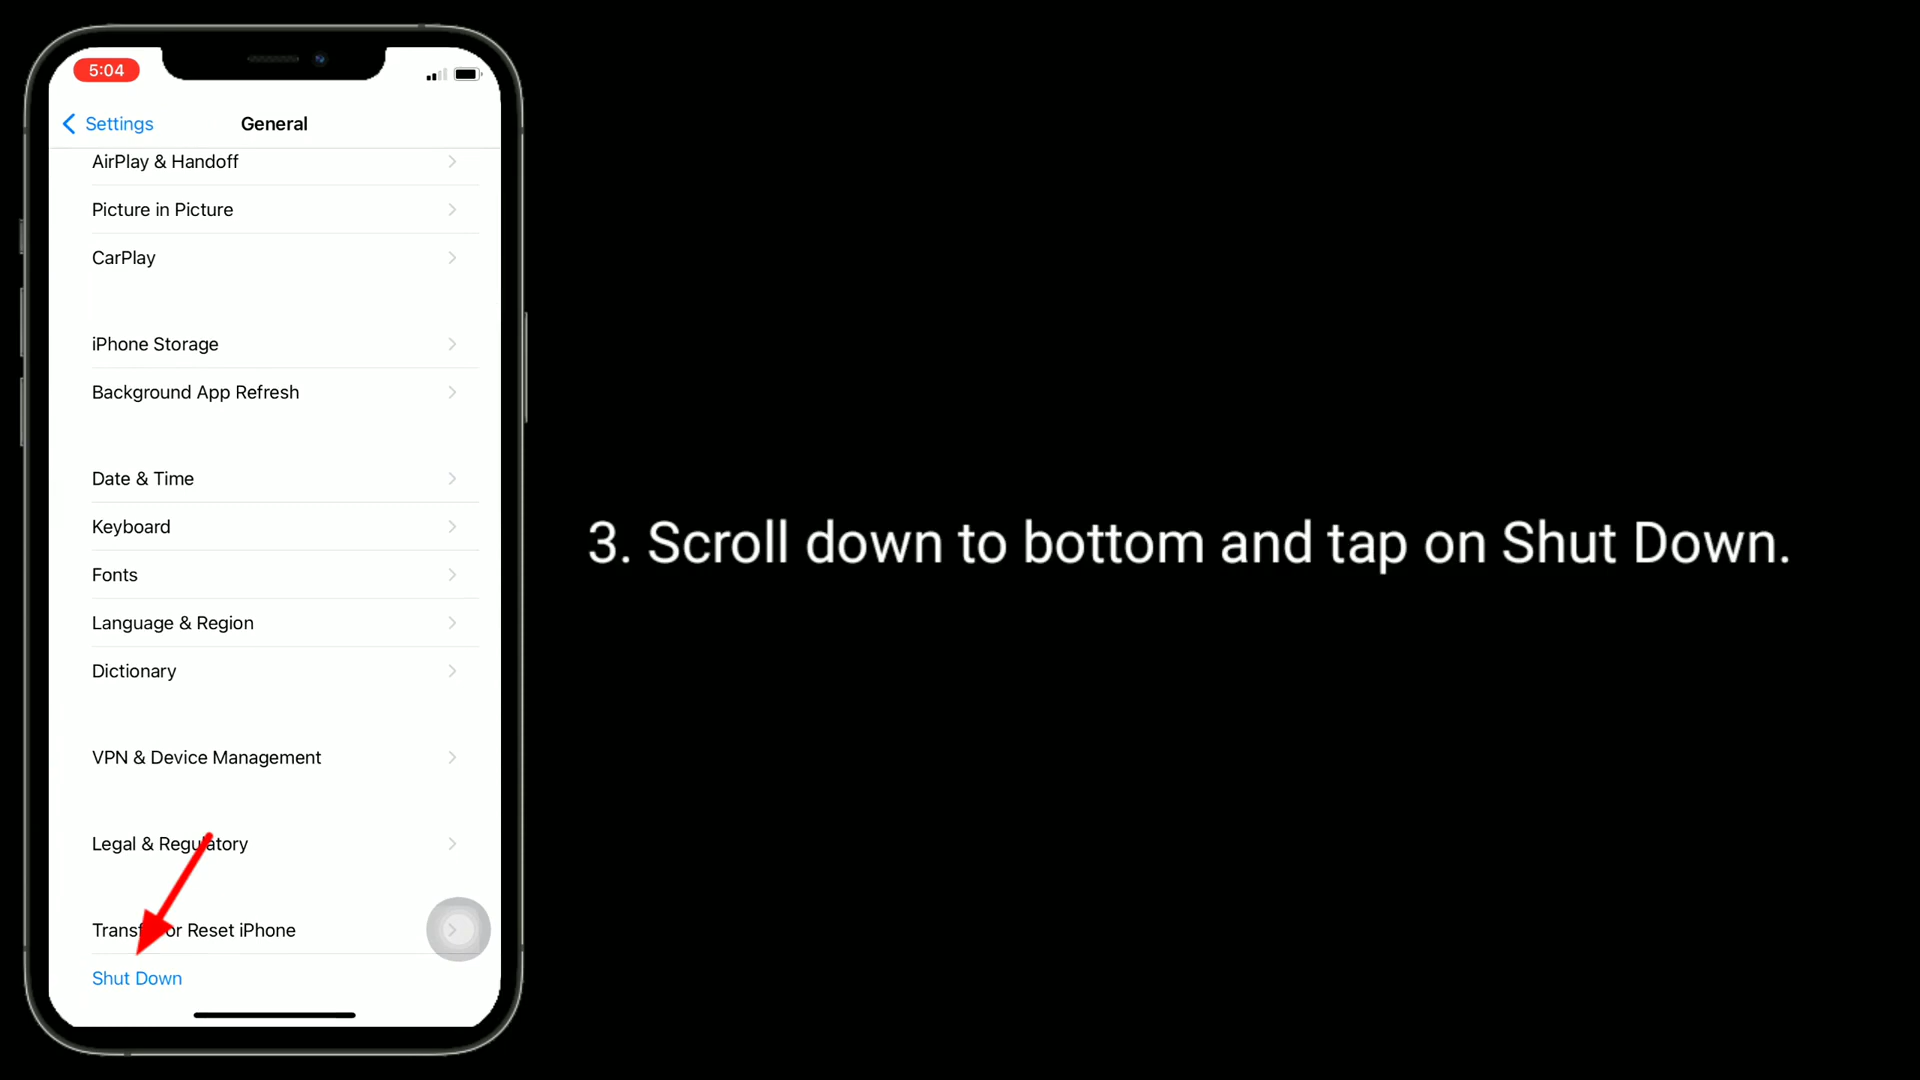 5:04
Settings
General
AirPlay & Handoff
Picture in Picture
CarPlay
iPhone Storage
Background App Refresh
Date & Time
Keyboard
Fonts
Language & Region
Dictionary
VPN & Device Management
Legal & Regulatory
Transfer or Reset iPhone
Shut Down
3. Scroll down to bottom and tap on Shut Down.